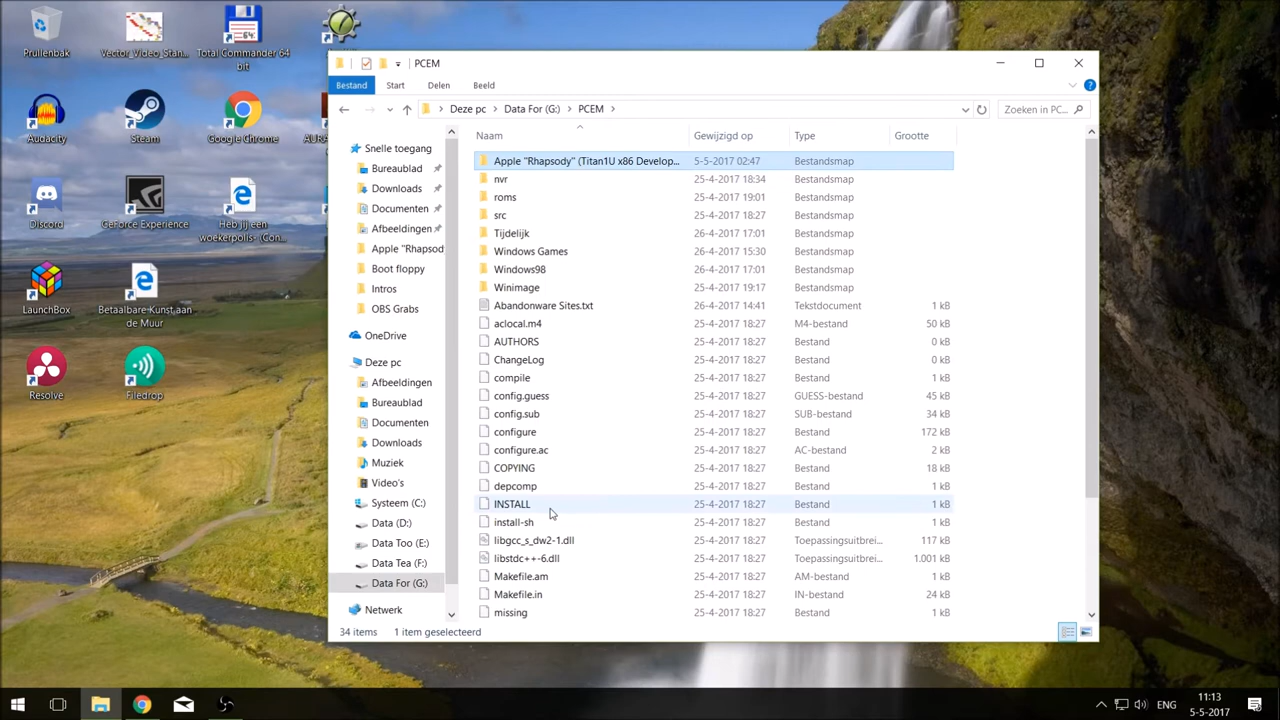 Prullenbak
Vector_Video_Stan...
Total Commander 64
bit
Audacity
Steam
Google Chrome
Discord
GeForce Experience
Heb jij een
woekerpolis- (Con...
LaunchBox
Betaalbare-Kunst aan
de Muur
Resolve
Filedrop
PCEM
Bestand
Start
Delen
Beeld
Deze pc
Data For (G:)
PCEM
Zoeken in PC...
Snelle toegang
Bureaublad
Downloads
Documenten
Afbeeldingen
Apple "Rhapsod
Boot floppy
Intros
OBS Grabs
OneDrive
Deze pc
Afbeeldingen
Bureaublad
Documenten
Downloads
Muziek
Video's
Systeem (C:)
Data (D:)
Data Too (E:)
Data Tea (F:)
Data For (G:)
Netwerk
Naam Gewijzigd op Type Grootte
Apple "Rhapsody" (Titan1U x86 Develop... 5-5-2017 02:47 Bestandsmap
nvr 25-4-2017 18:34 Bestandsmap
roms 25-4-2017 19:01 Bestandsmap
src 25-4-2017 18:27 Bestandsmap
Tijdelijk 26-4-2017 17:01 Bestandsmap
Windows Games 26-4-2017 15:30 Bestandsmap
Windows98 26-4-2017 17:01 Bestandsmap
Winimage 25-4-2017 19:17 Bestandsmap
Abandonware Sites.txt 26-4-2017 14:41 Tekstdocument 1 kB
aclocal.m4 25-4-2017 18:27 M4-bestand 50 kB
AUTHORS 25-4-2017 18:27 Bestand 0 kB
ChangeLog 25-4-2017 18:27 Bestand 0 kB
compile 25-4-2017 18:27 Bestand 1 kB
config.guess 25-4-2017 18:27 GUESS-bestand 45 kB
config.sub 25-4-2017 18:27 SUB-bestand 34 kB
configure 25-4-2017 18:27 Bestand 172 kB
configure.ac 25-4-2017 18:27 AC-bestand 2 kB
COPYING 25-4-2017 18:27 Bestand 18 kB
depcomp 25-4-2017 18:27 Bestand 1 kB
INSTALL 25-4-2017 18:27 Bestand 1 kB
install-sh 25-4-2017 18:27 Bestand 1 kB
libgcc_s_dw2-1.dll 25-4-2017 18:27 Toepassingsuitbrei... 117 kB
libstdc++-6.dll 25-4-2017 18:27 Toepassingsuitbrei... 1.001 kB
Makefile.am 25-4-2017 18:27 AM-bestand 1 kB
Makefile.in 25-4-2017 18:27 IN-bestand 24 kB
missing 25-4-2017 18:27 Bestand 1 kB
34 items 1 item geselecteerd
ENG
11:13
5-5-2017